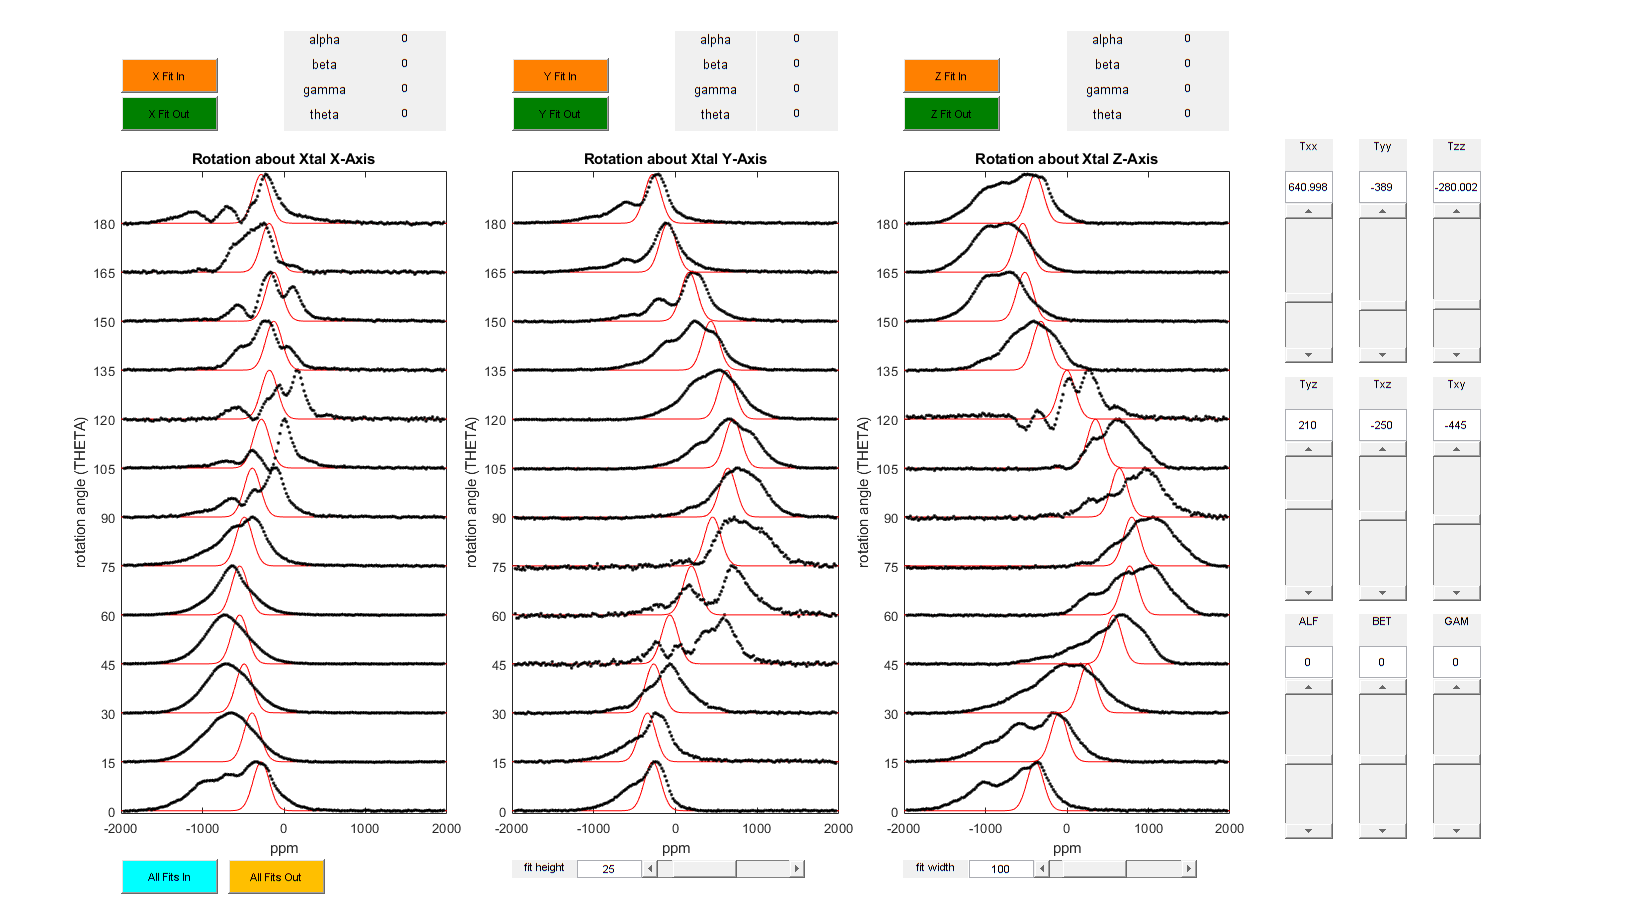 alpha 0
beta 0
gamma 0
theta 0
X Fit In
X Fit Out
alpha 0
beta 0
gamma 0
theta 0
Y Fit In
Y Fit Out
alpha 0
beta 0
gamma 0
theta 0
Z Fit In
Z Fit Out
Rotation about Xtal X-Axis
rotation angle (THETA)
180
165
150
135
120
105
90
75
60
45
30
15
0
-2000 -1000 0 1000 2000
ppm
Rotation about Xtal Y-Axis
rotation angle (THETA)
180
165
150
135
120
105
90
75
60
45
30
15
0
-2000 -1000 0 1000 2000
ppm
Rotation about Xtal Z-Axis
rotation angle (THETA)
180
165
150
135
120
105
90
75
60
45
30
15
0
-2000 -1000 0 1000 2000
ppm
Txx Tyy Tzz
640.998 -389 -280.002
Tyz Txz Txy
210 -250 -445
ALF BET GAM
0 0 0
All Fits In All Fits Out
fit height 25
fit width 100